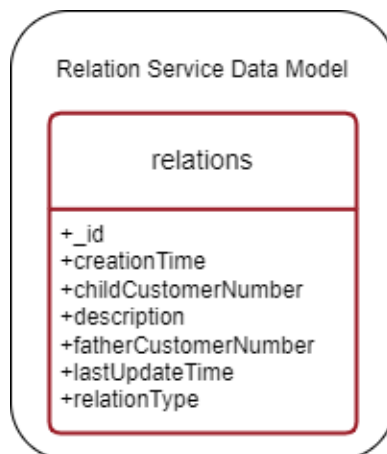 Relation Service Data Model
relations
+_id
+creationTime
+childCustomerNumber
+description
+fatherCustomerNumber
+lastUpdateTime
+relationType